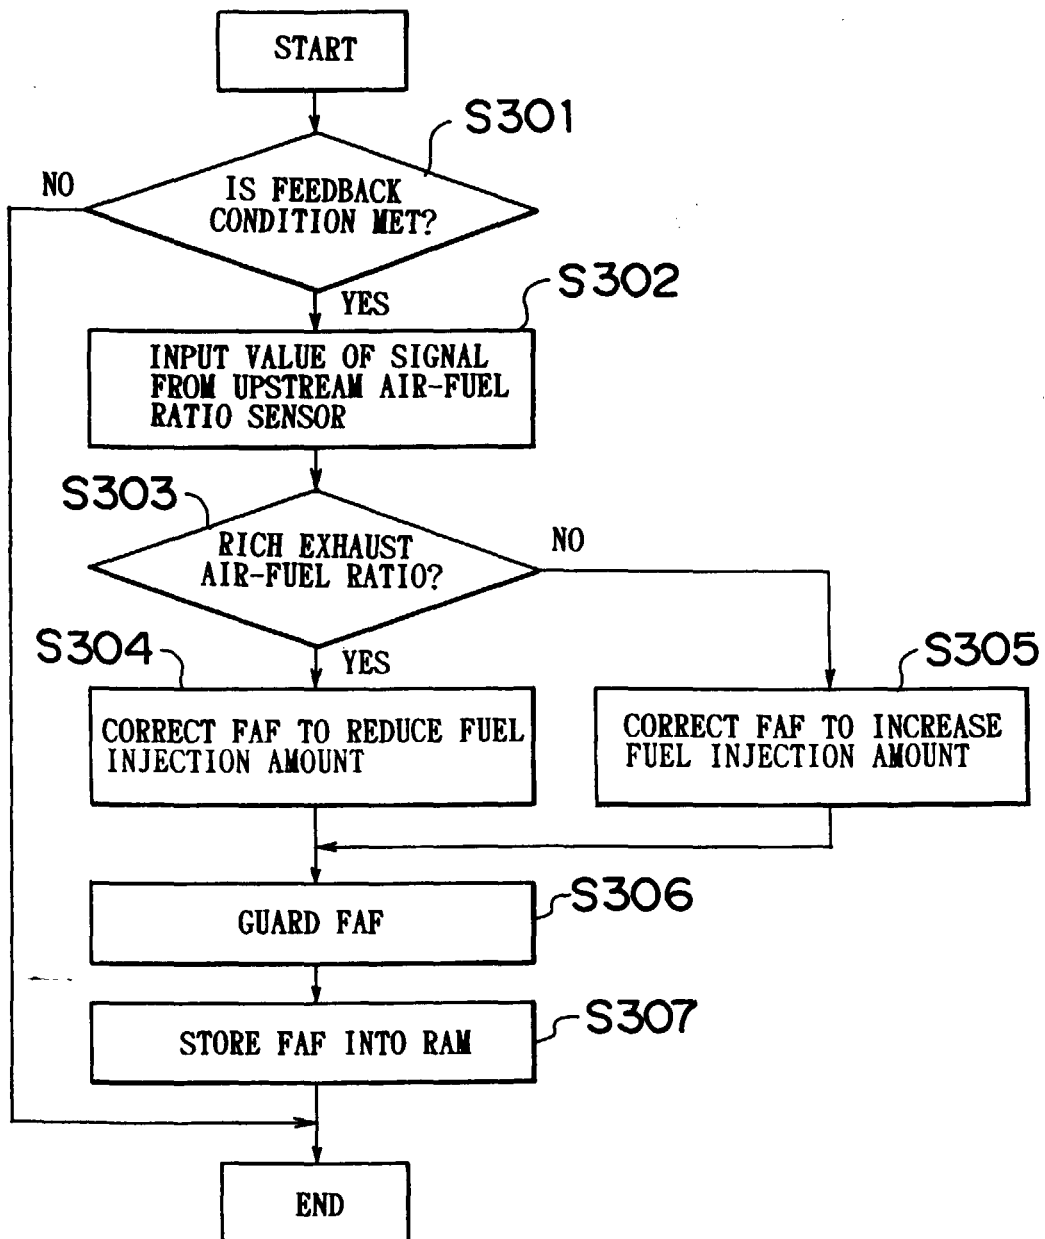 START
S301
NO
IS FEEDBACK
CONDITION MET?
YES
S302
INPUT VALUE OF SIGNAL
FROM UPSTREAM AIR-FUEL
RATIO SENSOR
S303
RICH EXHAUST
AIR-FUEL RATIO?
NO
S304
YES
S305
CORRECT FAF TO REDUCE FUEL
INJECTION AMOUNT
CORRECT FAF TO INCREASE
FUEL INJECTION AMOUNT
S306
GUARD FAF
S307
STORE FAF INTO RAM
END